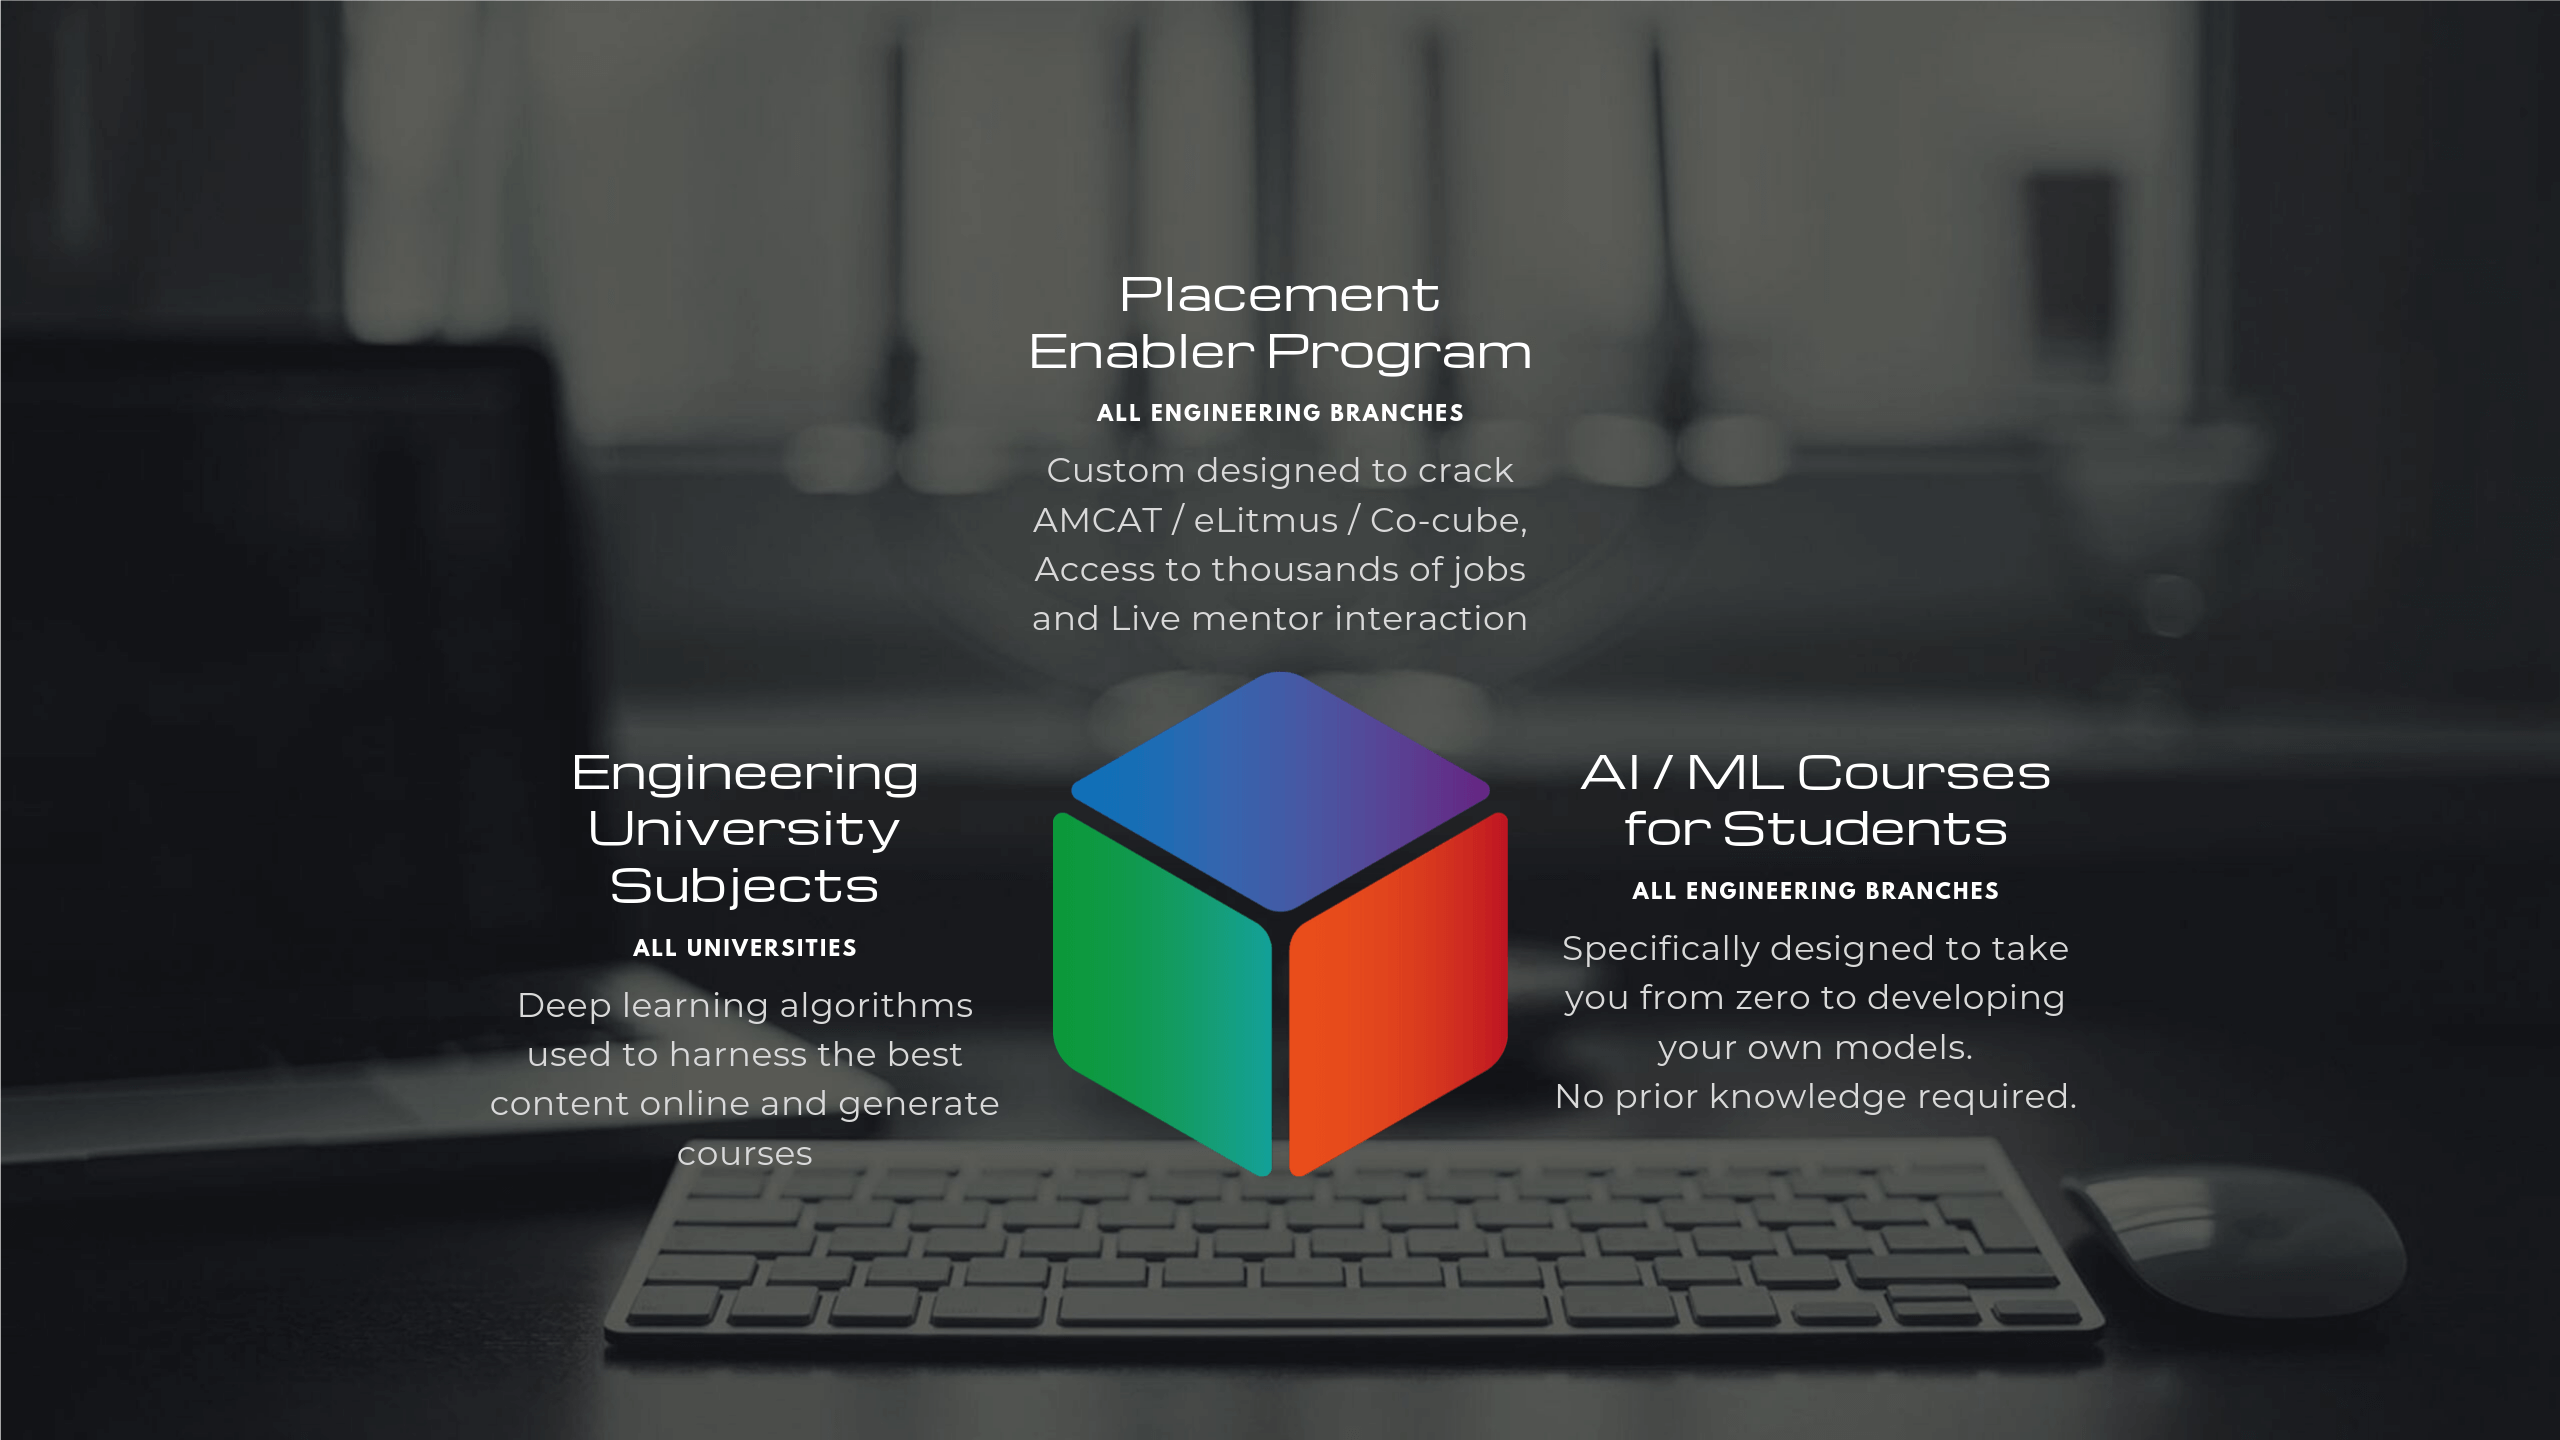 Placement
Enabler Program
ALL ENGINEERING BRANCHES
Custom designed to crack
AMCAT / eLitmus / Co-cube,
Access to thousands of jobs
and Live mentor interaction
Engineering
University
Subjects
ALL UNIVERSITIES
Deep learning algorithms
used to harness the best
content online and generate
courses
AI / ML Courses
for Students
ALL ENGINEERING BRANCHES
Specifically designed to take
you from zero to developing
your own models.
No prior knowledge required.